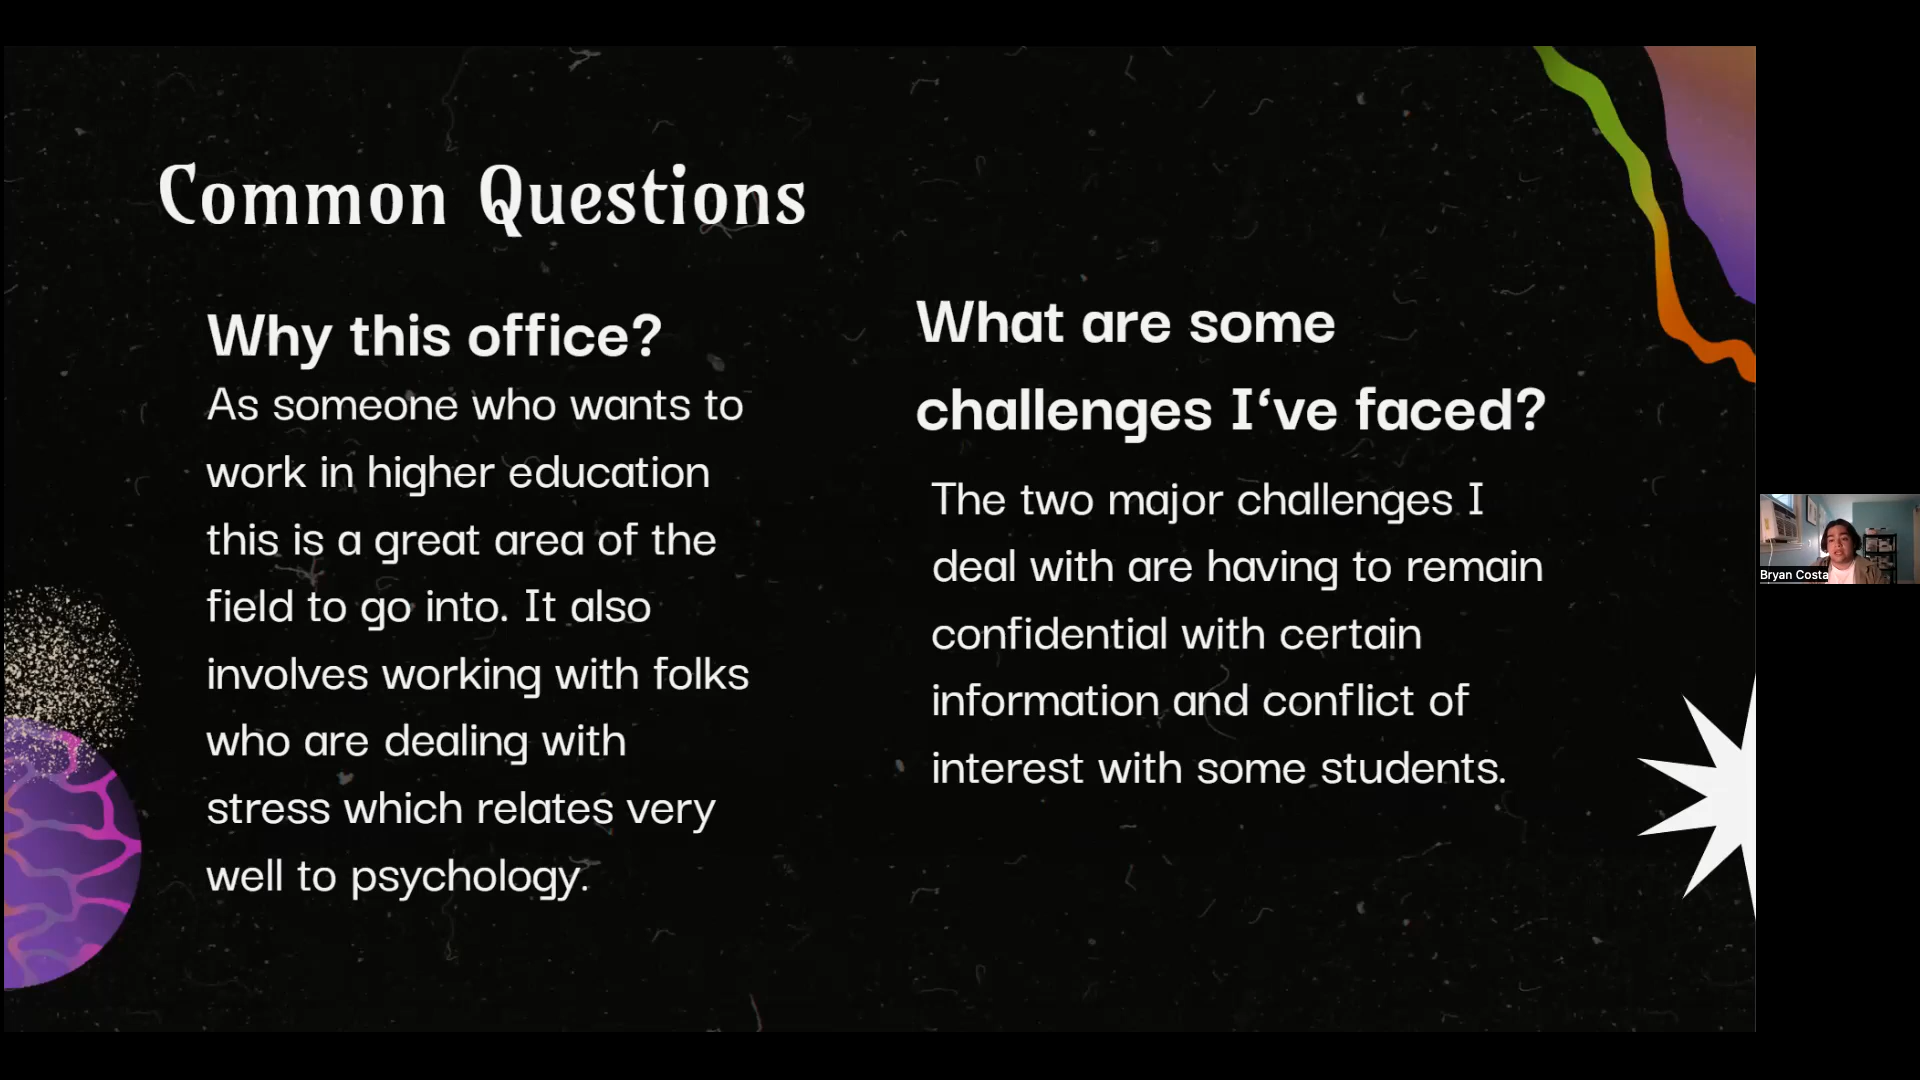 Common Questions
Why this office?
As someone who wants to
work in higher education
this is a great area of the
field to go into. It also
involves working with folks
who are dealing with
stress which relates very
well to psychology.
What are some
challenges I‘ve faced?
The two major challenges I
deal with are having to remain
confidential with certain
information and conflict of
interest with some students.
Bryan Costa